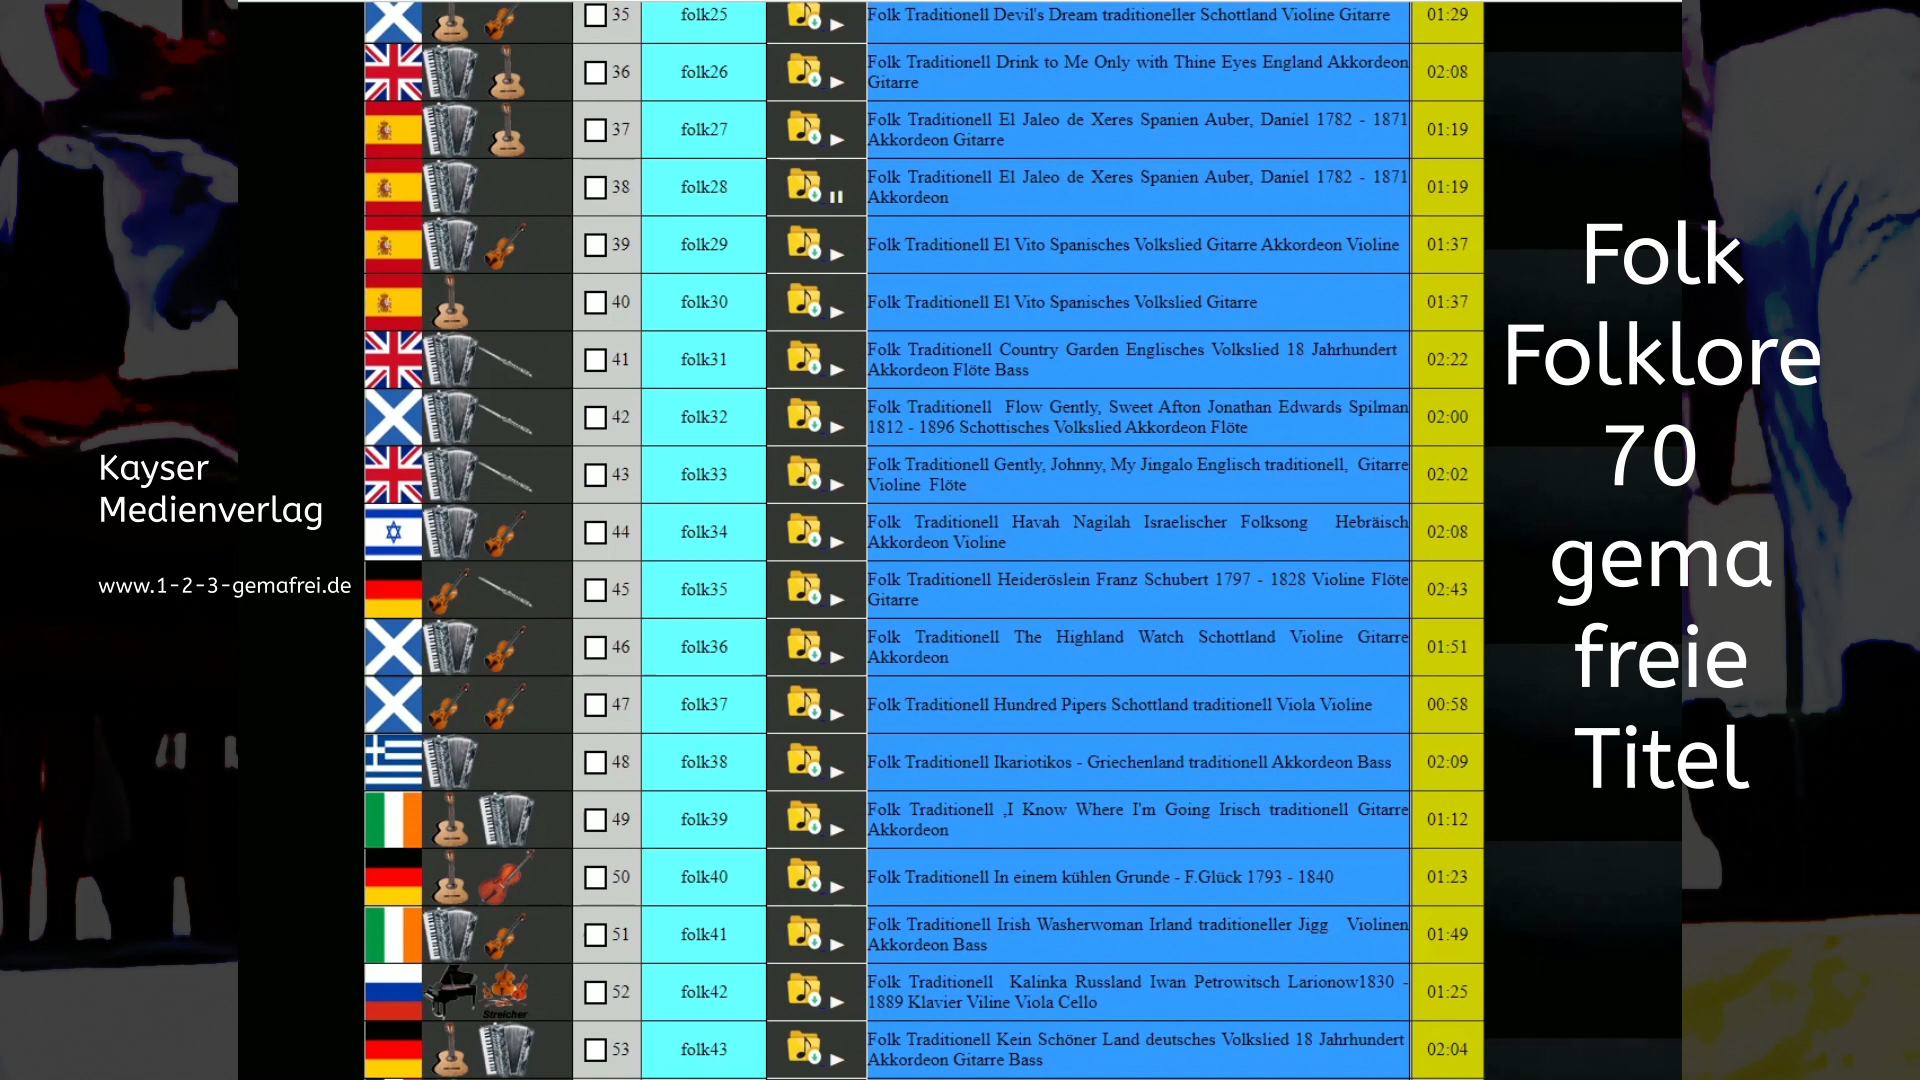 35 folk25 Folk Traditionell Devil's Dream traditioneller Schottland Violine Gitarre 01:29
36 folk26 Folk Traditionell Drink to Me Only with Thine Eyes England Akkordeon
Gitarre 02:08
37 folk27 Folk Traditionell El Jaleo de Xeres Spanien Auber, Daniel 1782 - 1871
Akkordeon Gitarre 01:19
38 folk28 Folk Traditionell El Jaleo de Xeres Spanien Auber, Daniel 1782 - 1871
Akkordeon 01:19
39 folk29 Folk Traditionell El Vito Spanisches Volkslied Gitarre Akkordeon Violine 01:37
40 folk30 Folk Traditionell El Vito Spanisches Volkslied Gitarre 01:37
41 folk31 Folk Traditionell Country Garden Englisches Volkslied 18 Jahrhundert
Akkordeon Flöte Bass 02:22
42 folk32 Folk Traditionell Flow Gently, Sweet Afton Jonathan Edwards Spilman
1812 - 1896 Schottisches Volkslied Akkordeon Flöte 02:00
43 folk33 Folk Traditionell Gently, Johnny, My Jingalo Englisch traditionell, Gitarre
Violine Flöte 02:02
44 folk34 Folk Traditionell Havah Nagilah Israelischer Folksong Hebräisch
Akkordeon Violine 02:08
45 folk35 Folk Traditionell Heideröslein Franz Schubert 1797 - 1828 Violine Flöte
Gitarre 02:43
46 folk36 Folk Traditionell The Highland Watch Schottland Violine Gitarre
Akkordeon 01:51
47 folk37 Folk Traditionell Hundred Pipers Schottland traditionell Viola Violine 00:58
48 folk38 Folk Traditionell Ikariotikos - Griechenland traditionell Akkordeon Bass 02:09
49 folk39 Folk Traditionell ,I Know Where I'm Going Irisch traditionell Gitarre
Akkordeon 01:12
50 folk40 Folk Traditionell In einem kühlen Grunde - F.Glück 1793 - 1840 01:23
51 folk41 Folk Traditionell Irish Washerwoman Irland traditioneller Jigg Violinen
Akkordeon Bass 01:49
Streicher 52 folk42 Folk Traditionell Kalinka Russland Iwan Petrowitsch Larionow1830 -
1889 Klavier Viline Viola Cello 01:25
53 folk43 Folk Traditionell Kein Schöner Land deutsches Volkslied 18 Jahrhundert
Akkordeon Gitarre Bass 02:04
Kayser
Medienverlag
www.1-2-3-gemafrei.de
Folk
Folklore
70
gema
freie
Titel